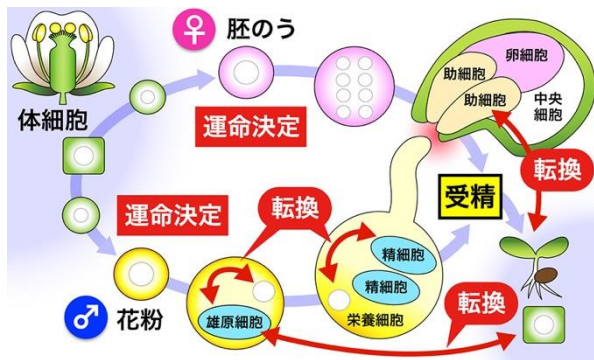 ♀ 胚のう
体細胞
運命決定
卵細胞
助細胞
助細胞
中央
細胞
転換
受精
運命決定
転換
精細胞
精細胞
転換
♂ 花粉
雄原細胞
栄養細胞